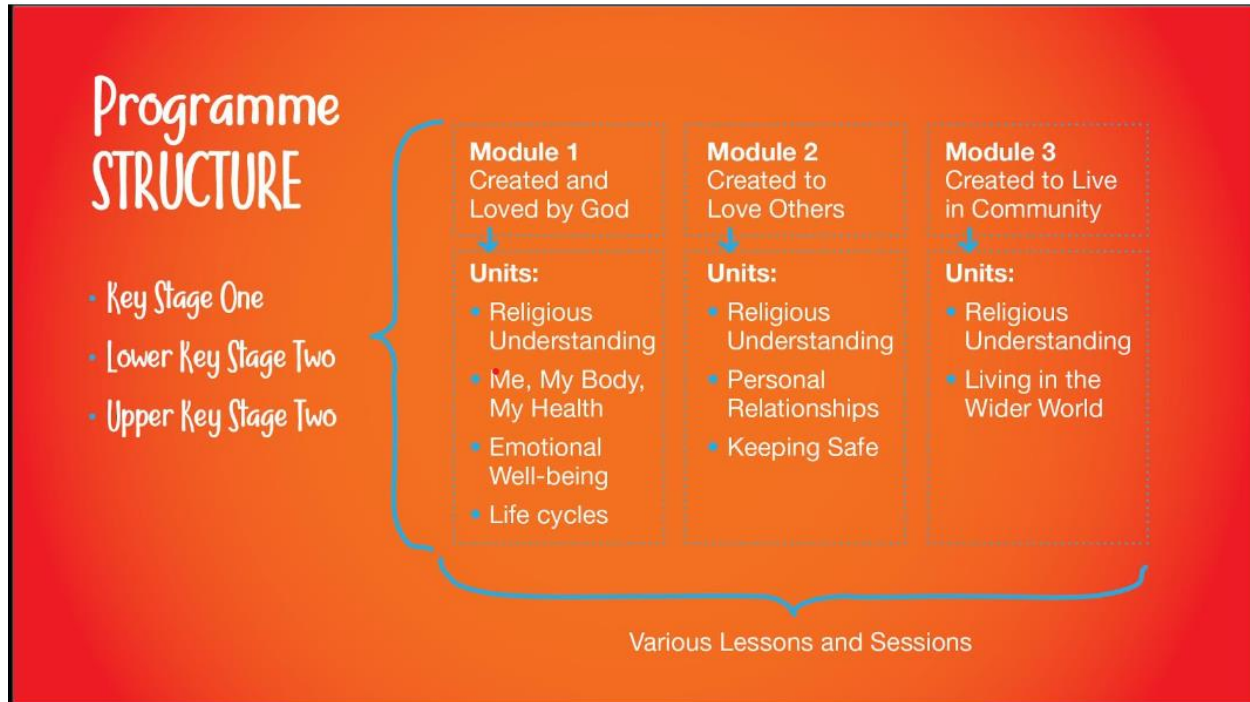 Programme
STRUCTURE
• Key Stage One
• Lower Key Stage Two
• Upper Key Stage Two
Module 1
Created and
Loved by God
Units:
• Religious
Understanding
• Me, My Body,
My Health
• Emotional
Well-being
• Life cycles
Module 2
Created to
Love Others
Units:
• Religious
Understanding
• Personal
Relationships
• Keeping Safe
Module 3
Created to Live
in Community
Units:
• Religious
Understanding
• Living in the
Wider World
Various Lessons and Sessions